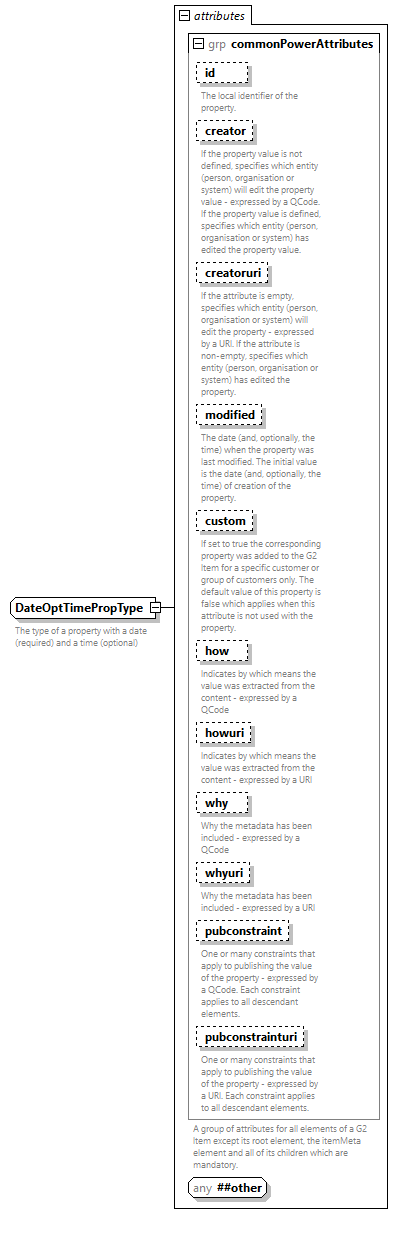 attributes
grp commonPowerAttributes
id
The local identifier of the
property.
creator
If the property value is not
defined, specifies which entity
(person, organisation or
system) will edit the property
value - expressed by a QCode.
If the property value is defined,
specifies which entity (person,
organisation or system) has
edited the property value.
creatoruri
If the attribute is empty,
specifies which entity (person,
organisation or system) will
edit the property - expressed
by a URI. If the attribute is
non-empty, specifies which
entity (person, organisation or
system) has edited the
property.
modified
The date (and, optionally, the
time) when the property was
last modified. The initial value
is the date (and, optionally, the
time) of creation of the
property.
custom
If set to true the corresponding
property was added to the G2
Item for a specific customer or
group of customers only. The
default value of this property is
false which applies when this
attribute is not used with the
property.
DateOptTimePropType
The type of a property with a date
(required) and a time (optional)
how
Indicates by which means the
value was extracted from the
content - expressed by a
QCode
howuri
Indicates by which means the
value was extracted from the
content - expressed by a URI
why
Why the metadata has been
included - expressed by a
QCode
whyuri
Why the metadata has been
included - expressed by a URI
pubconstraint
One or many constraints that
apply to publishing the value
of the property - expressed by
a QCode. Each constraint
applies to all descendant
elements.
pubconstrainturi
One or many constraints that
apply to publishing the value
of the property - expressed by
a URI. Each constraint applies
to all descendant elements.
A group of attributes for all elements of a G2
Item except its root element, the itemMeta
element and all of its children which are
mandatory.
any ##other